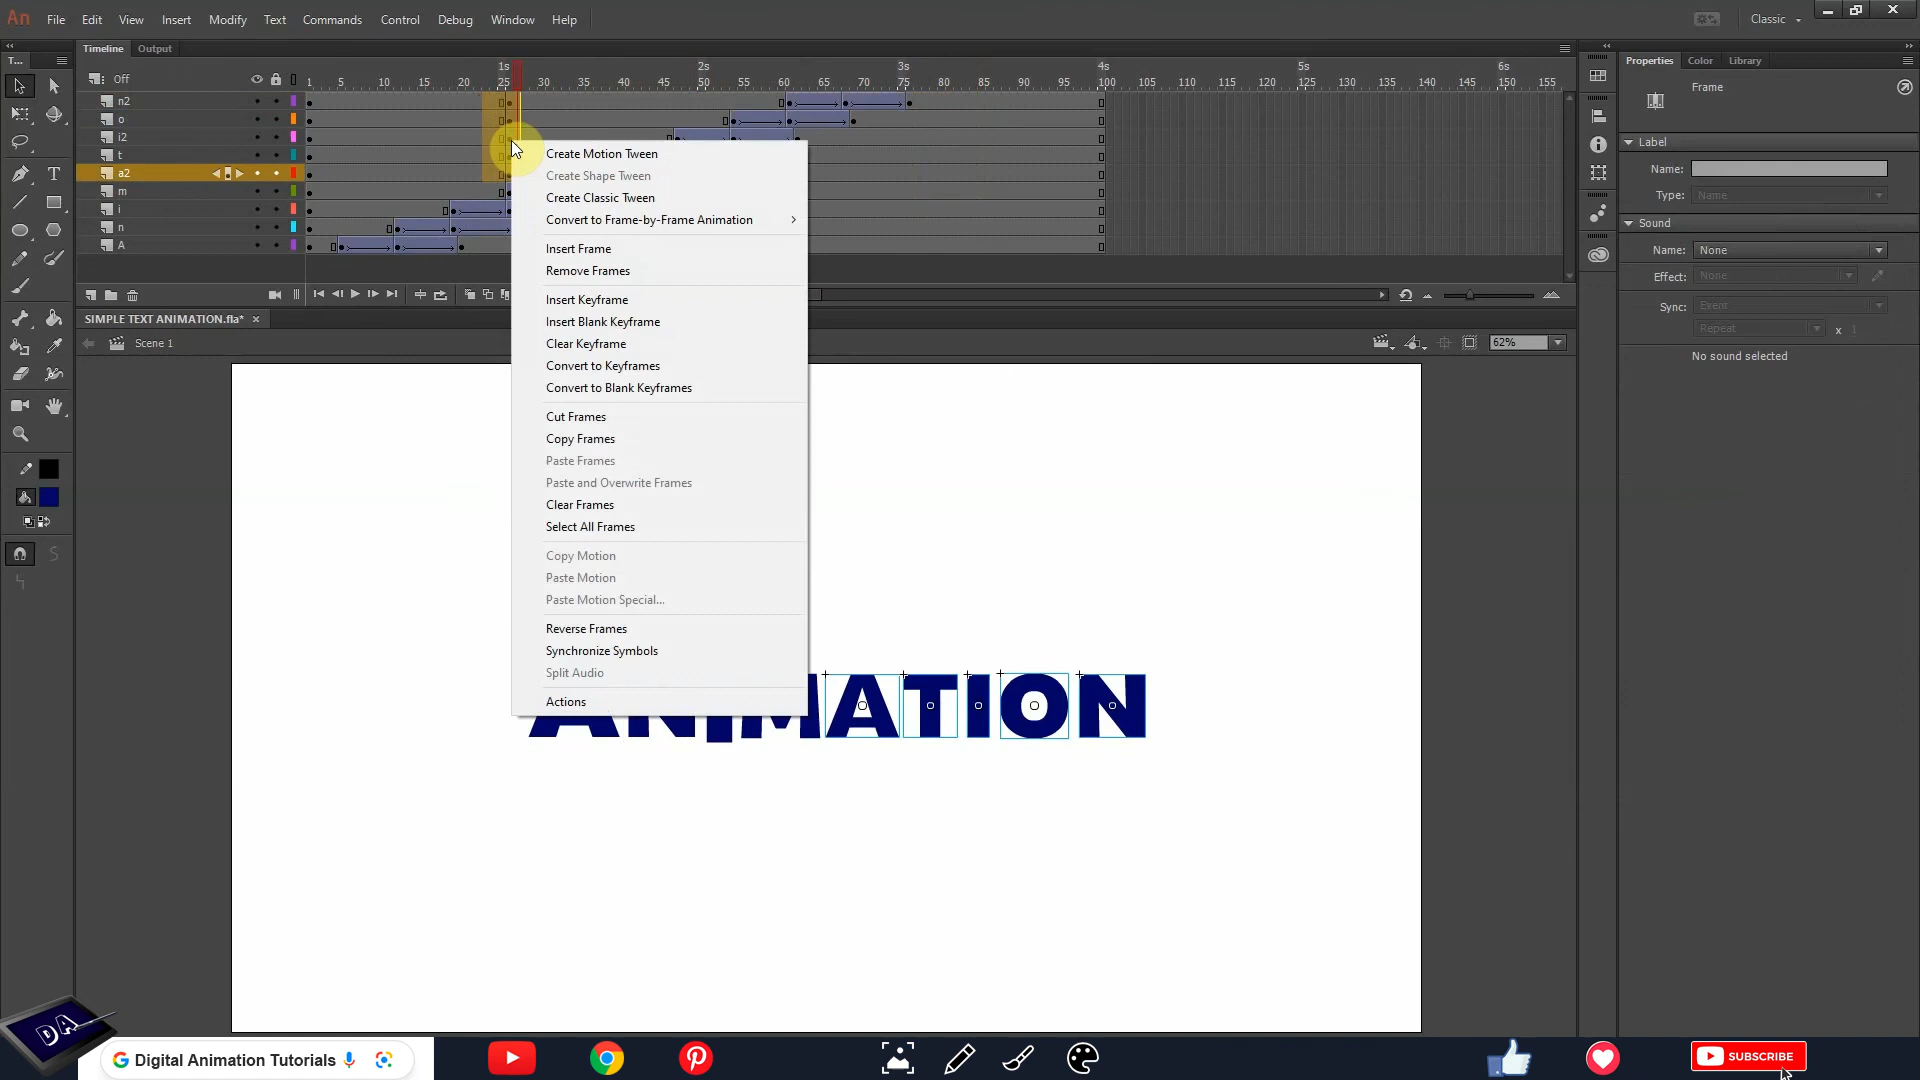 An File Edit View Insert Modify Text Commands Control Debug Window Help Classic
Timeline Output
T... Properties Color Library
Off 1s 2s 3s 4s 5s 6s
1 5 10 15 20 25 30 35 40 45 50 55 60 65 70 75 80 85 90 95 100 105 110 115 120 125 130 135 140 145 150 155
Frame
n2
o
i2
t
a2
m
i
n
A
Label
Name:
Type: Name
Sound
Name: None
Effect: None
Sync: Event
Repeat x 1
No sound selected
Create Motion Tween
Create Shape Tween
Create Classic Tween
Convert to Frame-by-Frame Animation
Insert Frame
Remove Frames
Insert Keyframe
Insert Blank Keyframe
Clear Keyframe
Convert to Keyframes
Convert to Blank Keyframes
Cut Frames
Copy Frames
Paste Frames
Paste and Overwrite Frames
Clear Frames
Select All Frames
Copy Motion
Paste Motion
Paste Motion Special...
Reverse Frames
Synchronize Symbols
Split Audio
Actions
SIMPLE TEXT ANIMATION.fla*
Scene 1 62%
ANIMATION
DA
Digital Animation Tutorials
SUBSCRIBE